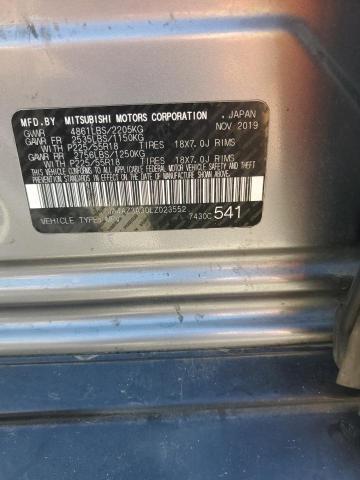 MFD.BY MITSUBISHI MOTORS CORPORATION , JAPAN
GVWR 4861LBS/2205KG NOV 2019
GAWR FR 2535LBS/1150KG
WITH P225/55R18 TIRES 18X7.0J RIMS
GAWR RR 2756LBS/1250KG
WITH P225/55R18 TIRES 18X7.0J RIMS
THIS VEHICLE CONFORMS TO ALL APPLICABLE
FEDERAL MOTOR VEHICLE SAFETY AND
STANDARDS IN EFFECT ON THE DATE OF
MANUFACTURE SHOWN ABOVE.
JA4AZ3A30LZ023552
VEHICLE TYPE: MPV 7430C 541